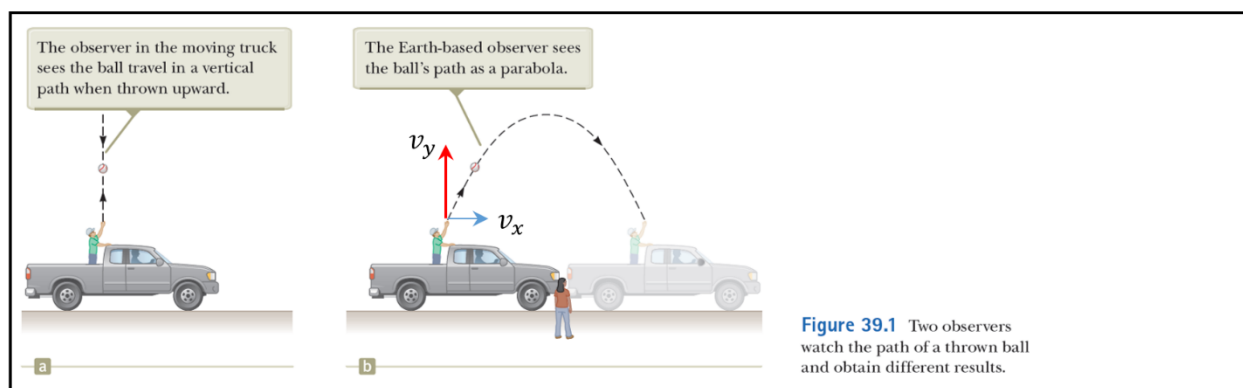 The observer in the moving truck
sees the ball travel in a vertical
path when thrown upward.
The Earth-based observer sees
the ball's path as a parabola.
v_y
v_x
a
b
Figure 39.1 Two observers
watch the path of a thrown ball
and obtain different results.